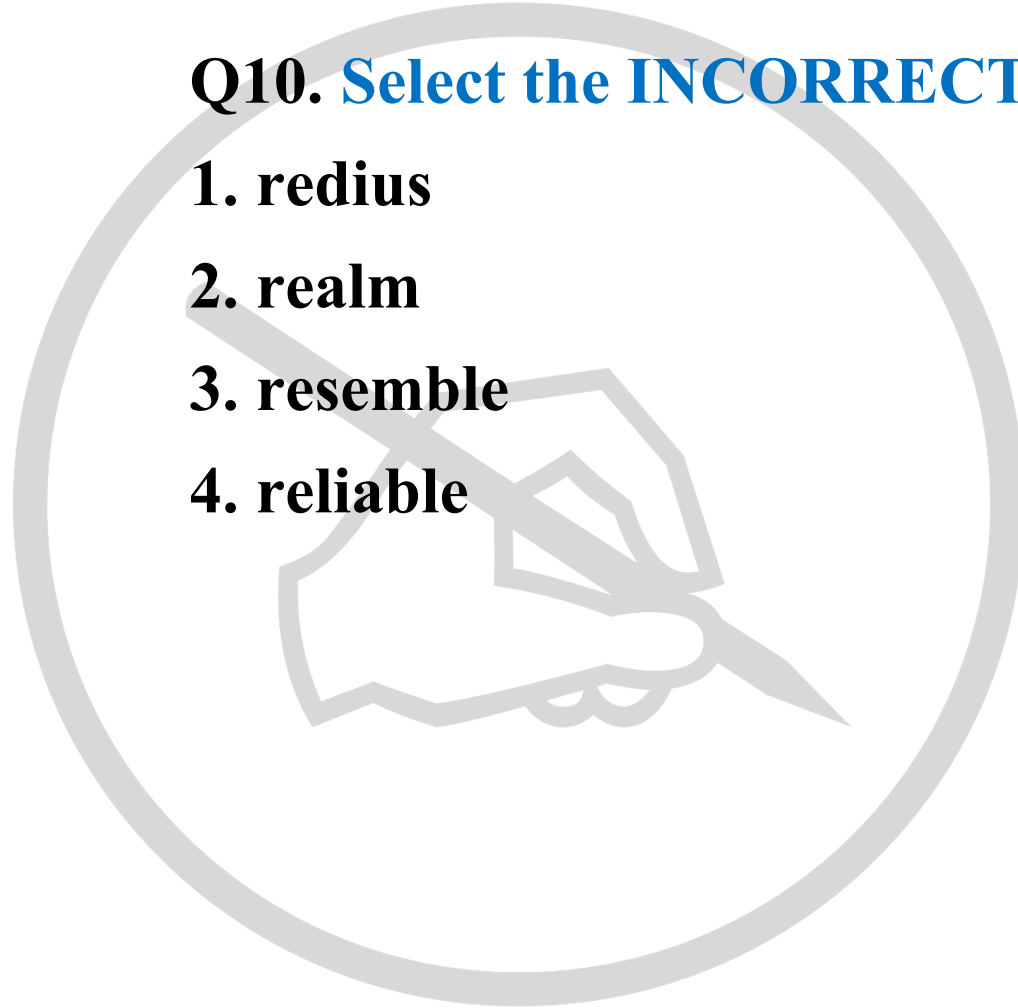 Q10. Select the INCORRECT
1. redius
2. realm
3. resemble
4. reliable